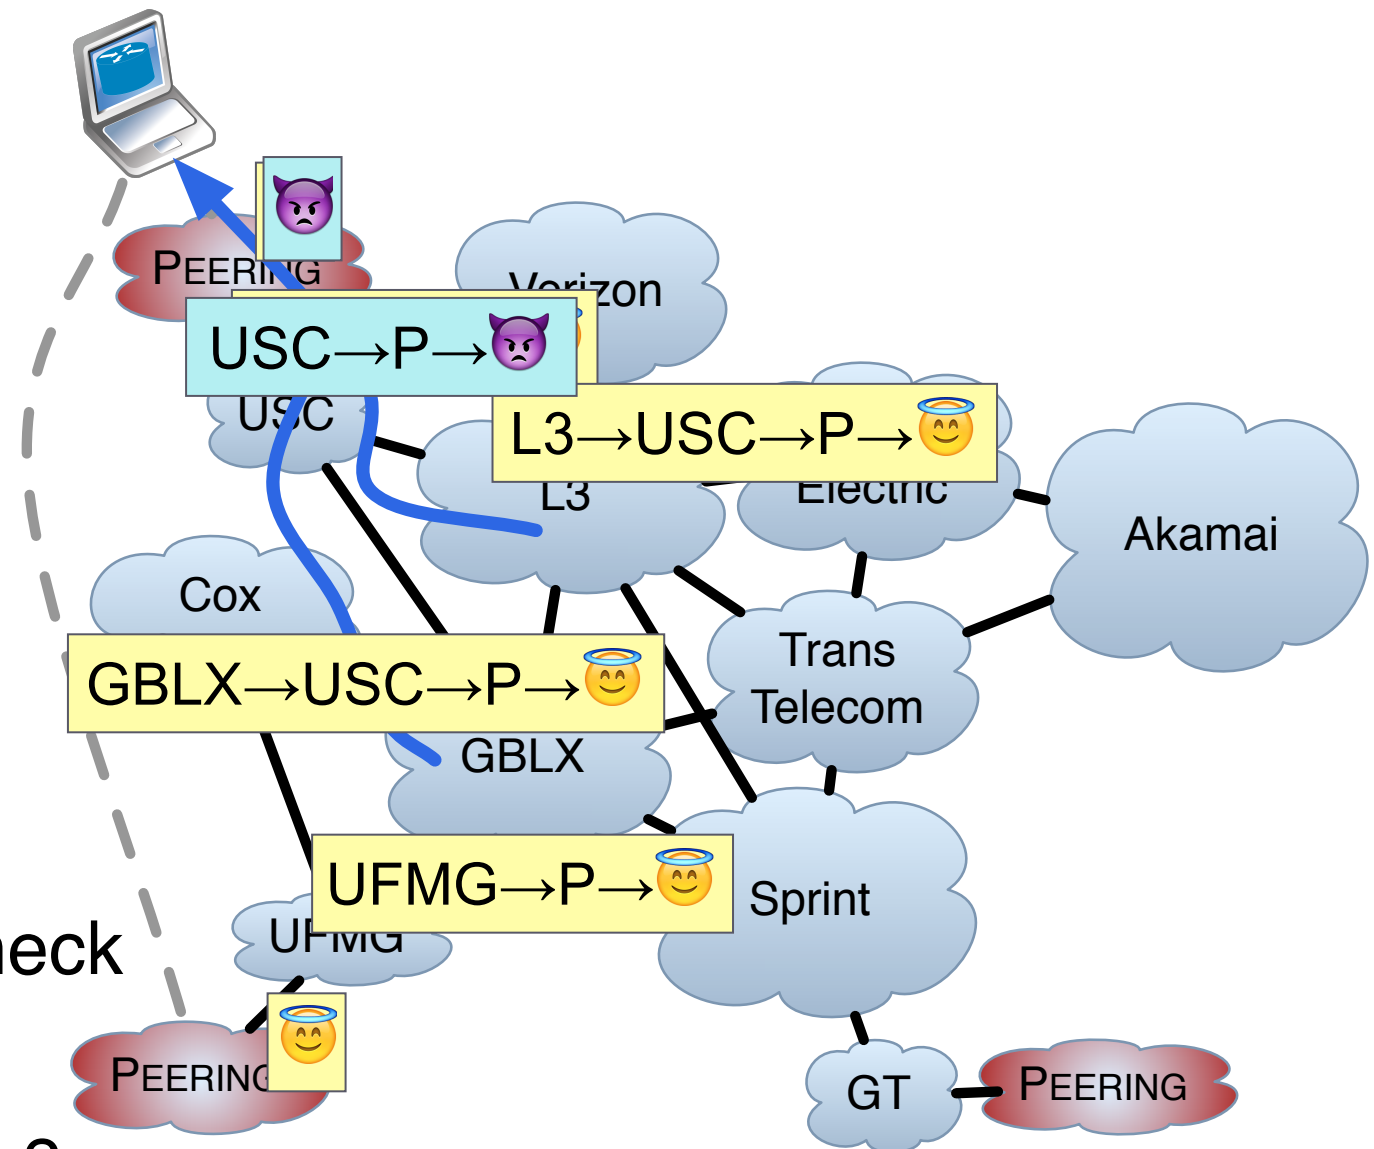 PEERING
Verizon
USC→P→👿
USC
L3→USC→P→😇
L3
Electric
Akamai
Cox
Trans
Telecom
GBLX→USC→P→😇
GBLX
UFMG→P→😇
Sprint
UFMG
PEERING
GT
PEERING